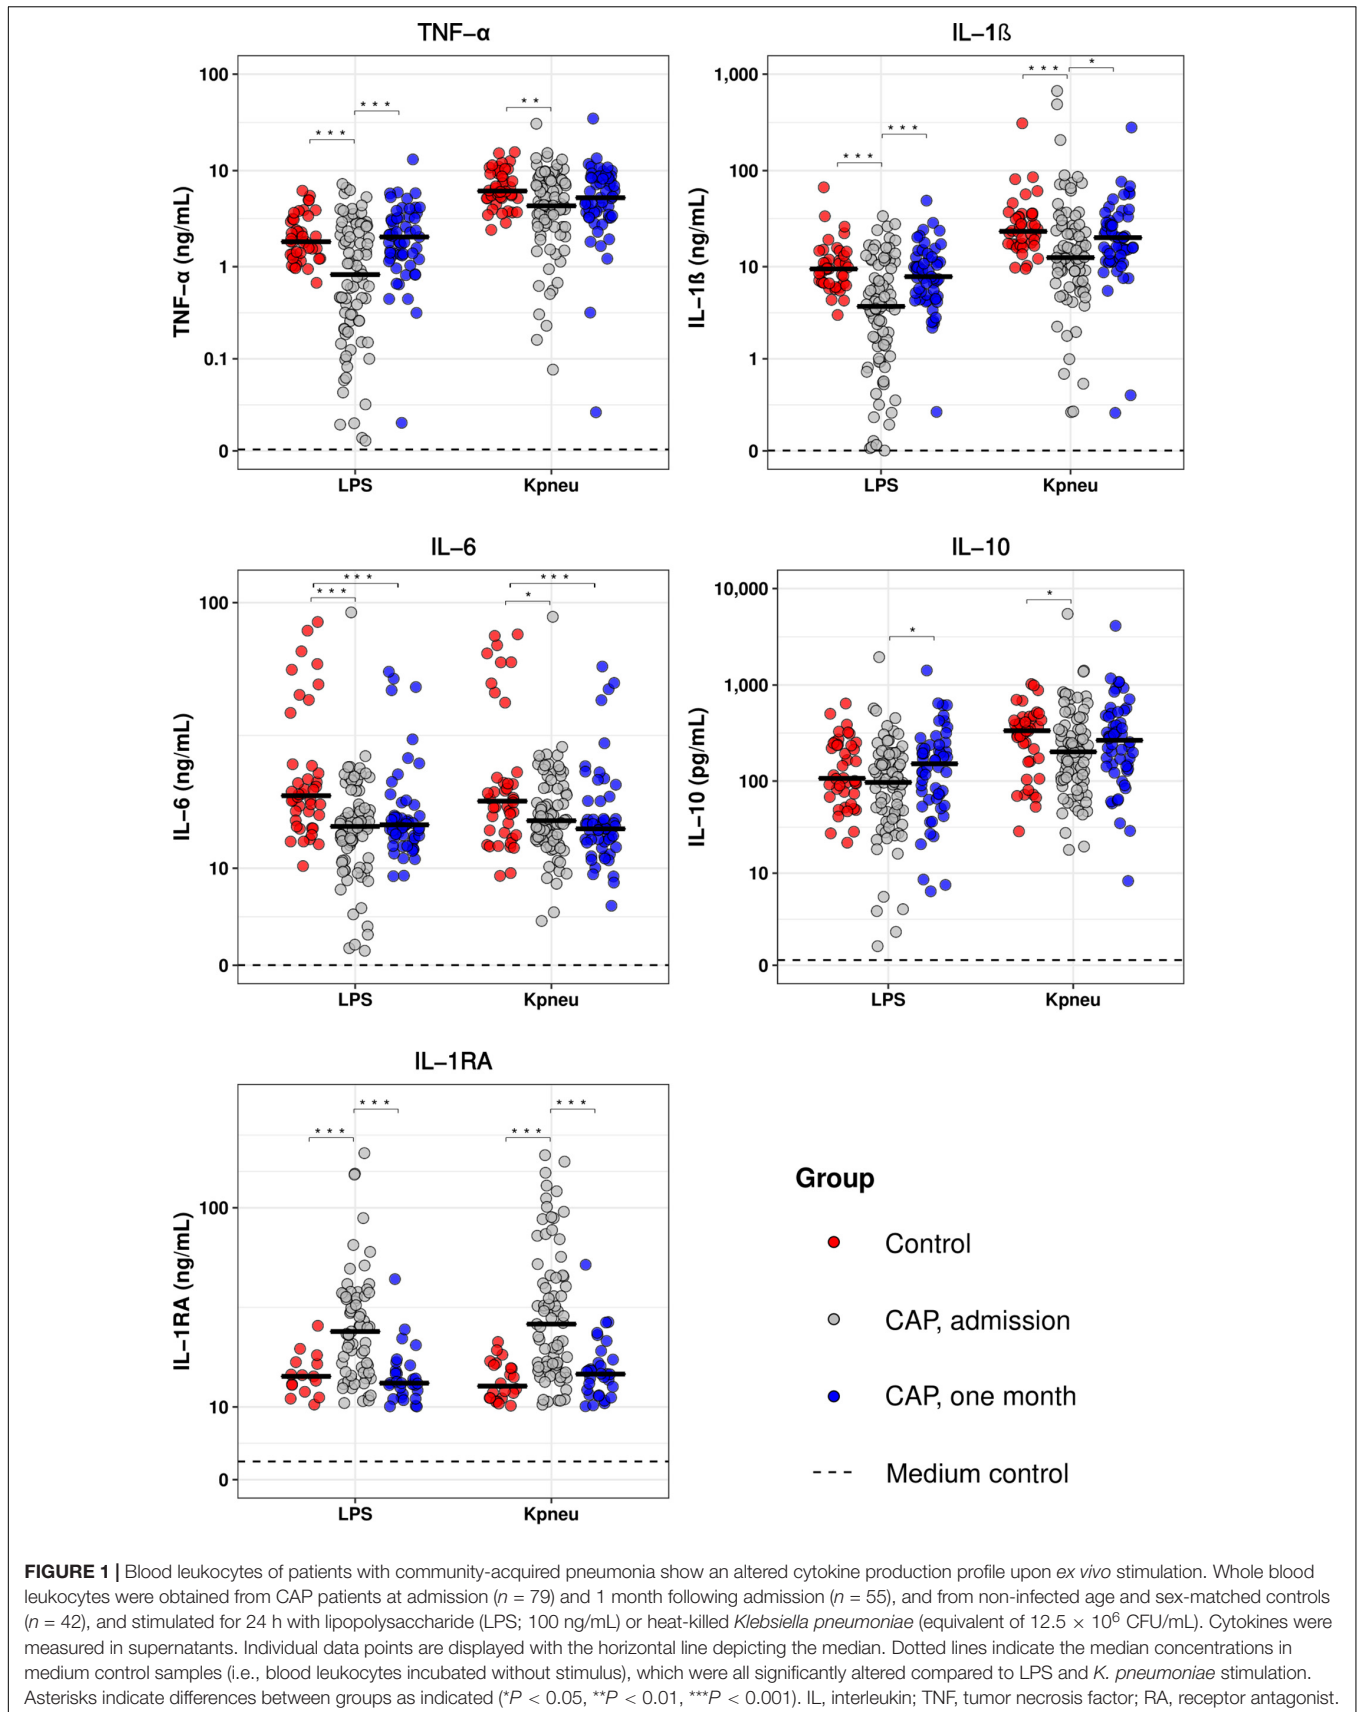 TNF–α
100
10
1
0.1
0
TNF–α (ng/mL)
* * *
* * *
* *
LPS
Kpneu
IL–1ß
1,000
100
10
1
0
IL–1ß (ng/mL)
* * *
* * *
* * *
*
LPS
Kpneu
IL–6
100
10
0
IL–6 (ng/mL)
* * *
* * *
* * *
*
LPS
Kpneu
IL–10
10,000
1,000
100
10
0
IL–10 (pg/mL)
*
*
LPS
Kpneu
IL–1RA
100
10
0
IL–1RA (ng/mL)
* * *
* * *
* * *
* * *
LPS
Kpneu
Group
Control
CAP, admission
CAP, one month
Medium control
FIGURE 1 | Blood leukocytes of patients with community-acquired pneumonia show an altered cytokine production profile upon ex vivo stimulation. Whole blood
leukocytes were obtained from CAP patients at admission (n = 79) and 1 month following admission (n = 55), and from non-infected age and sex-matched controls
(n = 42), and stimulated for 24 h with lipopolysaccharide (LPS; 100 ng/mL) or heat-killed Klebsiella pneumoniae (equivalent of 12.5 × 10⁶ CFU/mL). Cytokines were
measured in supernatants. Individual data points are displayed with the horizontal line depicting the median. Dotted lines indicate the median concentrations in
medium control samples (i.e., blood leukocytes incubated without stimulus), which were all significantly altered compared to LPS and K. pneumoniae stimulation.
Asterisks indicate differences between groups as indicated (*P < 0.05, **P < 0.01, ***P < 0.001). IL, interleukin; TNF, tumor necrosis factor; RA, receptor antagonist.